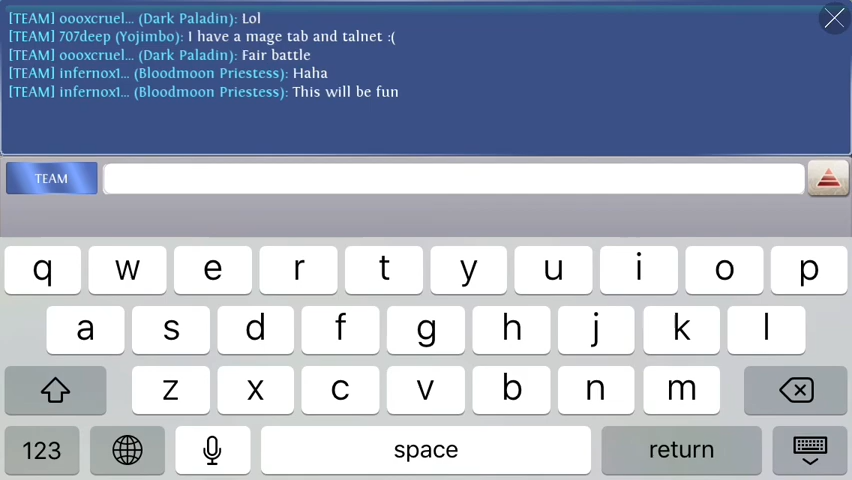 [TEAM] oooxcruel... (Dark Paladin): Lol
[TEAM] 707deep (Yojimbo): I have a mage tab and talnet :(
[TEAM] oooxcruel... (Dark Paladin): Fair battle
[TEAM] infernox1... (Bloodmoon Priestess): Haha
[TEAM] infernox1... (Bloodmoon Priestess): This will be fun
TEAM
q w e r t y u i o p
a s d f g h j k l
z x c v b n m
123 space return